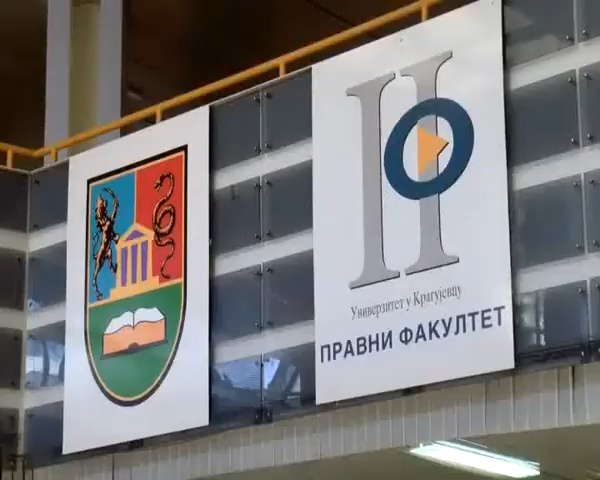 Универзитет у Крагујевцу
ПРАВНИ ФАКУЛТЕТ